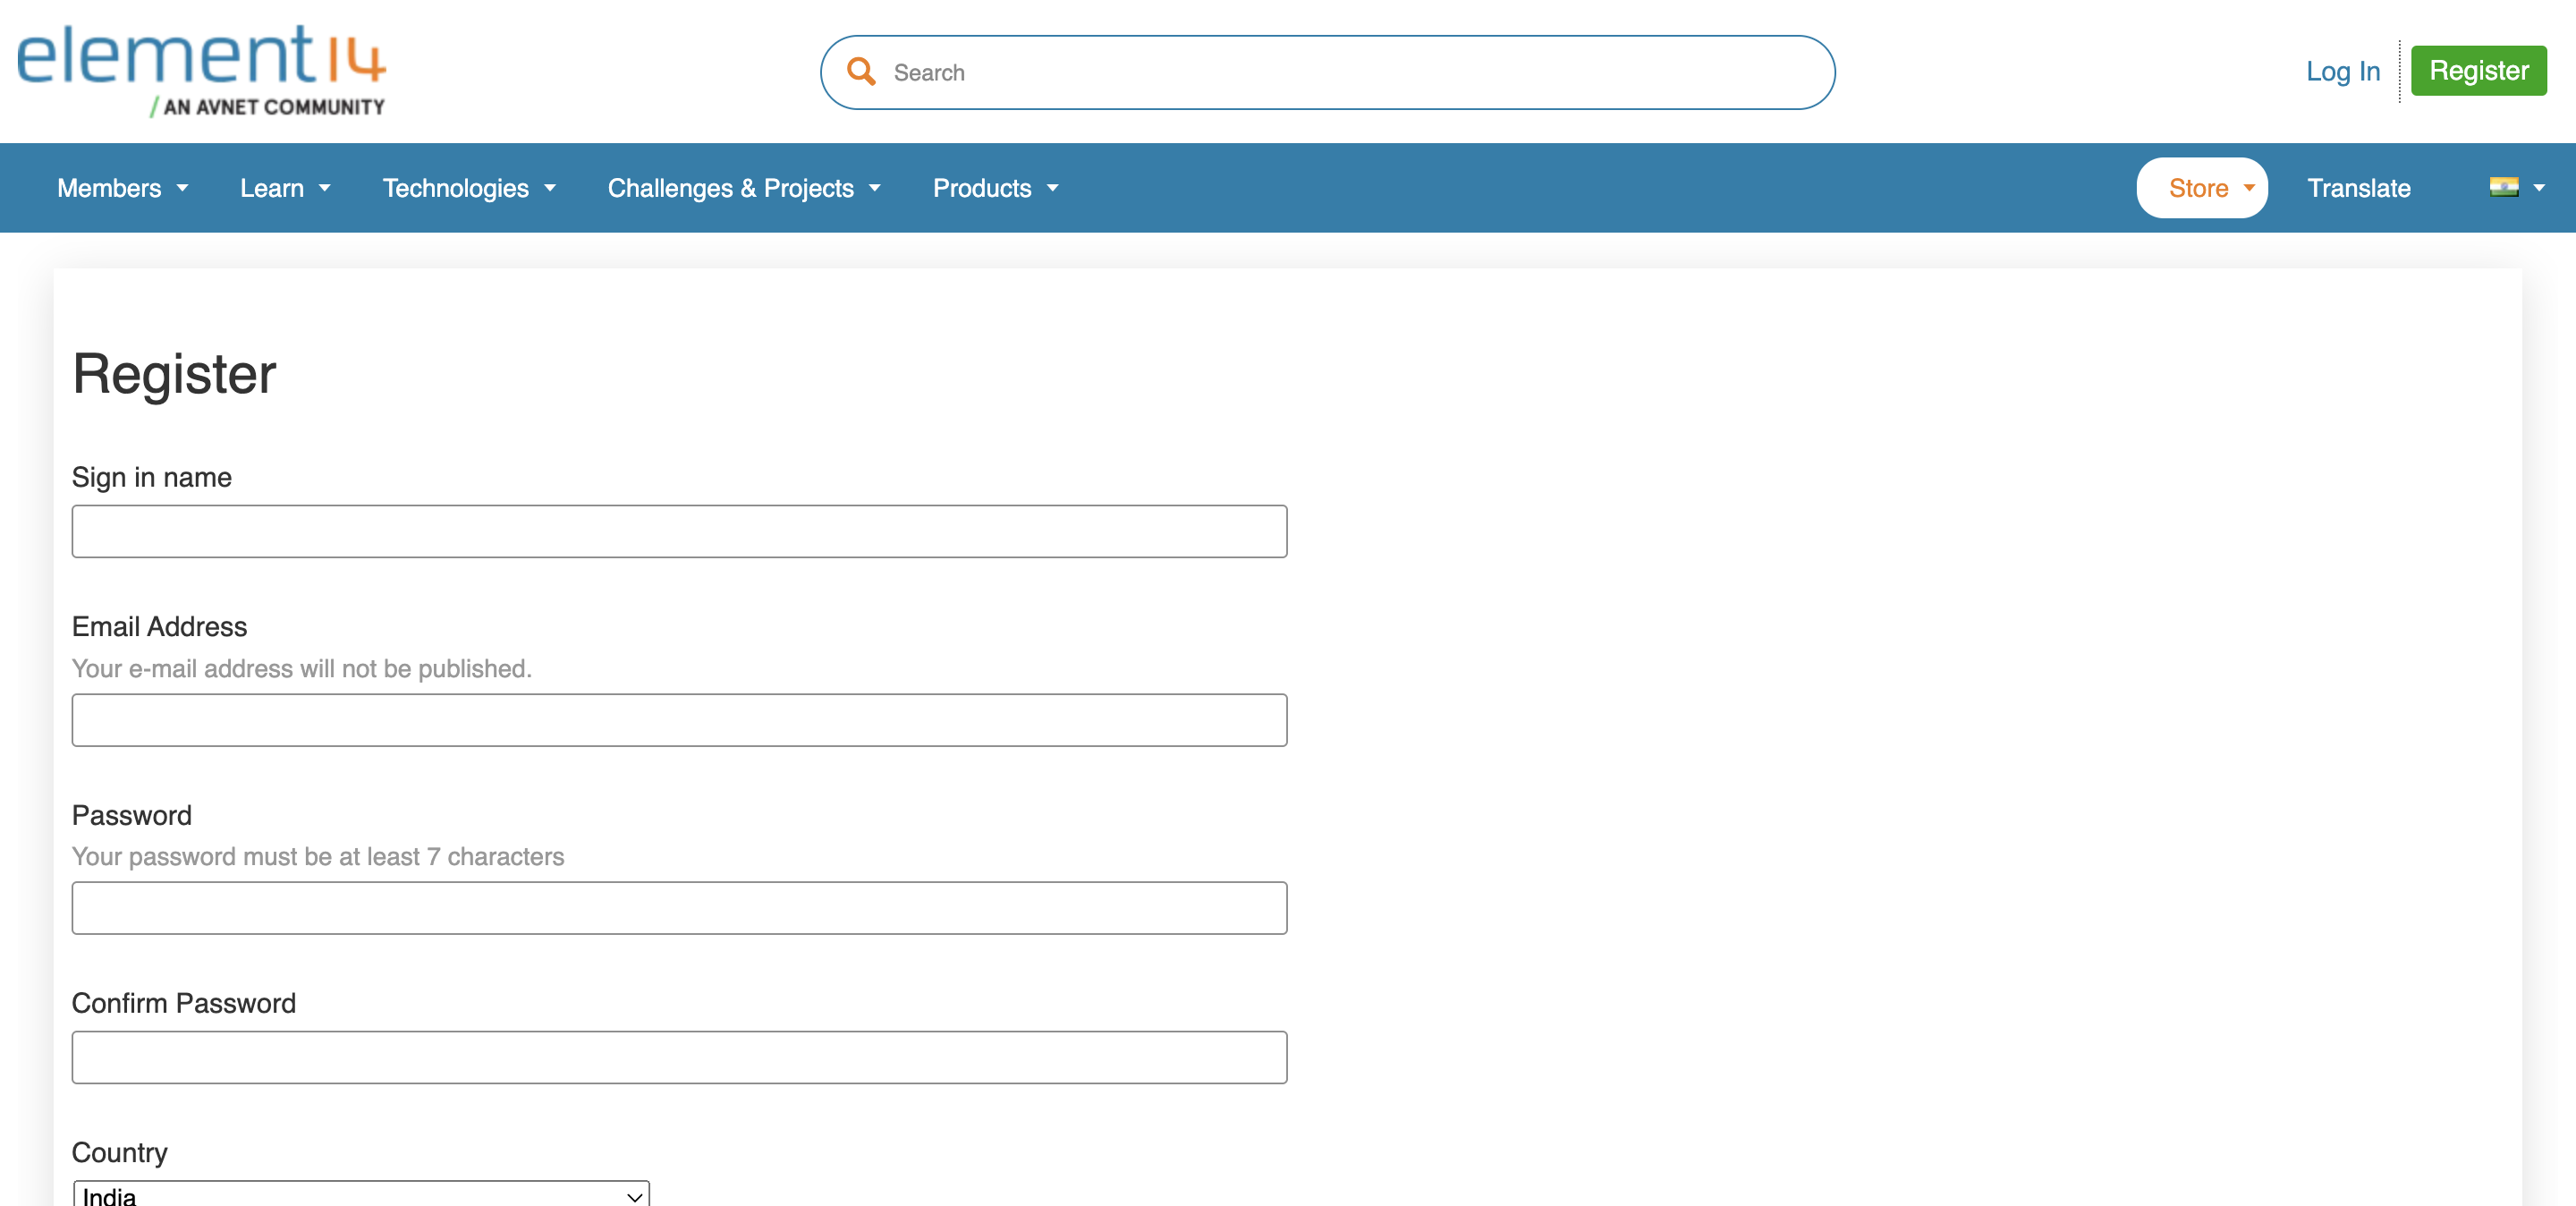 element14
/ AN AVNET COMMUNITY
Search
Log In
Register
Members
Learn
Technologies
Challenges & Projects
Products
Store
Translate
Register
Sign in name
Email Address
Your e-mail address will not be published.
Password
Your password must be at least 7 characters
Confirm Password
Country
India